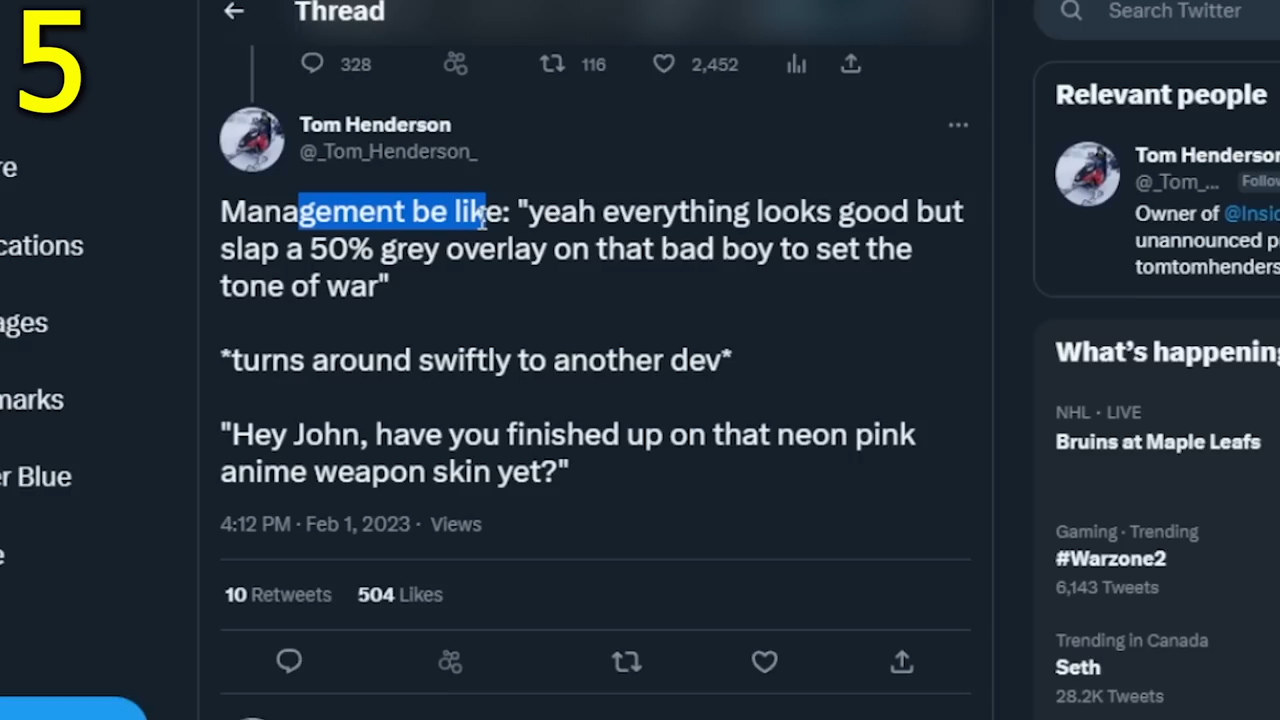 5
Thread
Search Twitter
328 116 2,452
Relevant people
Tom Henderson
@_Tom_Henderson_
Management be like: "yeah everything looks good but
slap a 50% grey overlay on that bad boy to set the
tone of war"
*turns around swiftly to another dev*
"Hey John, have you finished up on that neon pink
anime weapon skin yet?"
4:12 PM · Feb 1, 2023 · Views
10 Retweets 504 Likes
re
cations
ages
marks
r Blue
e
Tom Henderson
@_Tom_... Follow
Owner of @Insid
unannounced p
tomtomhenders
What's happening
NHL · LIVE
Bruins at Maple Leafs
Gaming · Trending
#Warzone2
6,143 Tweets
Trending in Canada
Seth
28.2K Tweets